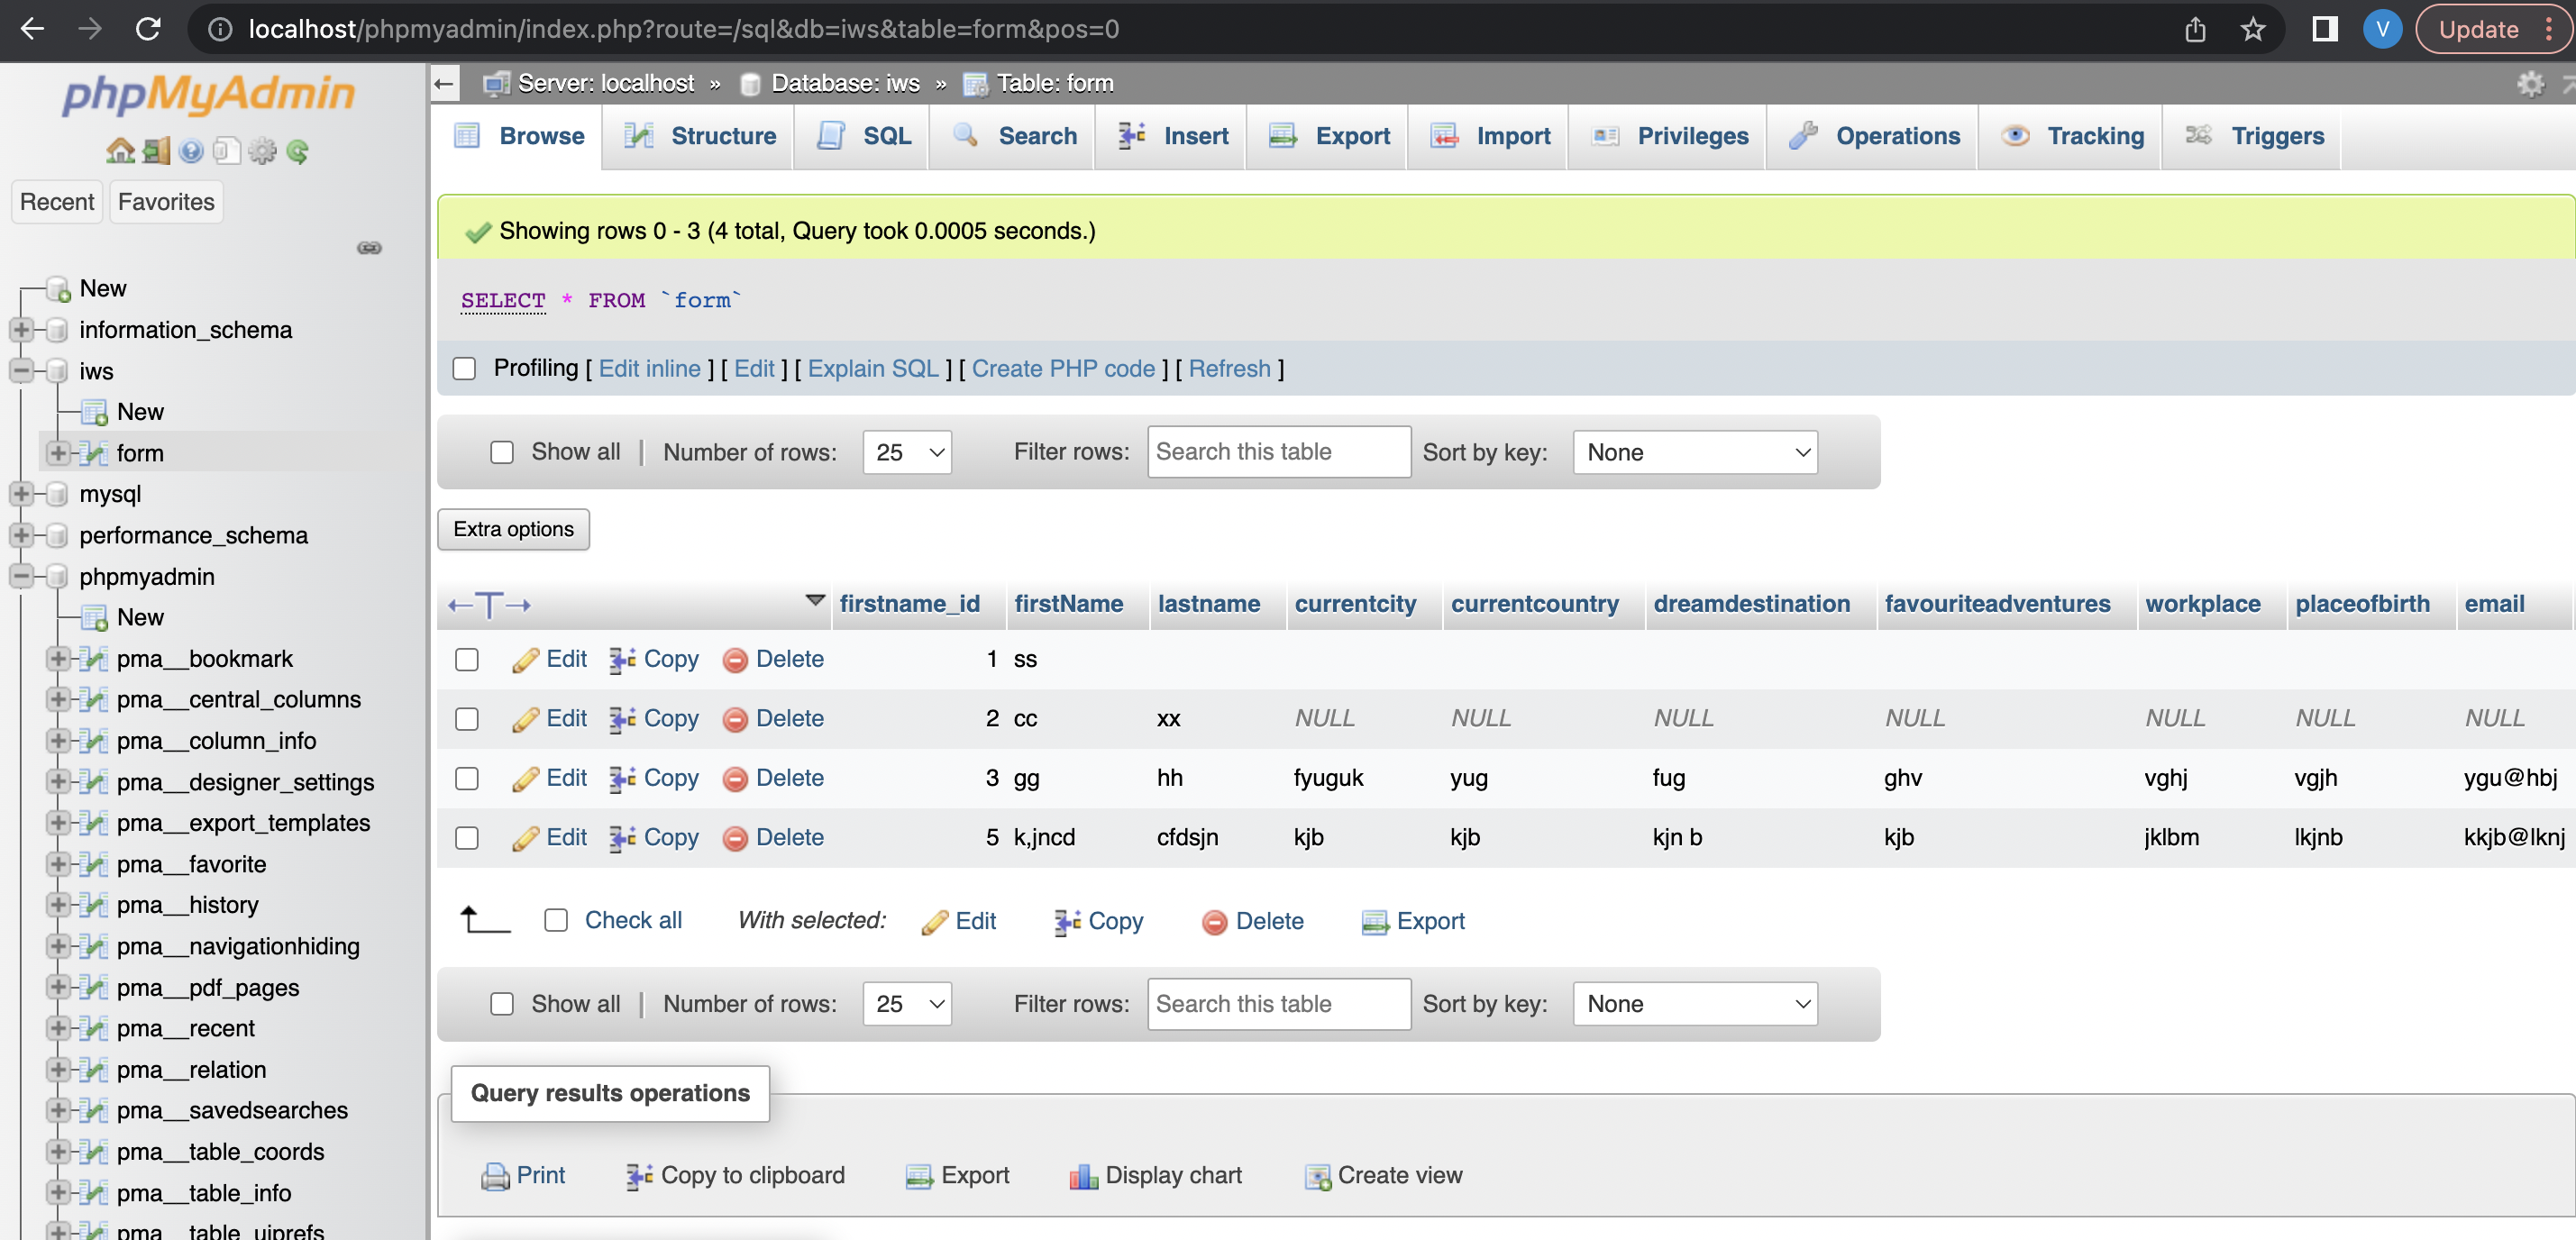 localhost/phpmyadmin/index.php?route=/sql&db=iws&table=form&pos=0
V
Update
phpMyAdmin
Recent
Favorites
New
information_schema
iws
New
form
mysql
performance_schema
phpmyadmin
New
pma__bookmark
pma__central_columns
pma__column_info
pma__designer_settings
pma__export_templates
pma__favorite
pma__history
pma__navigationhiding
pma__pdf_pages
pma__recent
pma__relation
pma__savedsearches
pma__table_coords
pma__table_info
pma__table_uiprefs
Server: localhost » Database: iws » Table: form
Browse Structure SQL Search Insert Export Import Privileges Operations Tracking Triggers
Showing rows 0 - 3 (4 total, Query took 0.0005 seconds.)
SELECT * FROM `form`
Profiling [ Edit inline ] [ Edit ] [ Explain SQL ] [ Create PHP code ] [ Refresh ]
Show all | Number of rows: 25 Filter rows: Search this table Sort by key: None
Extra options
←T→ firstname_id firstName lastname currentcity currentcountry dreamdestination favouriteadventures workplace placeofbirth email
Edit Copy Delete 1 ss
Edit Copy Delete 2 cc xx NULL NULL NULL NULL NULL NULL NULL
Edit Copy Delete 3 gg hh fyuguk yug fug ghv vghj vgjh ygu@hbj
Edit Copy Delete 5 k,jncd cfdsjn kjb kjb kjn b kjb jklbm lkjnb kkjb@lknj
Check all With selected: Edit Copy Delete Export
Show all | Number of rows: 25 Filter rows: Search this table Sort by key: None
Query results operations
Print Copy to clipboard Export Display chart Create view